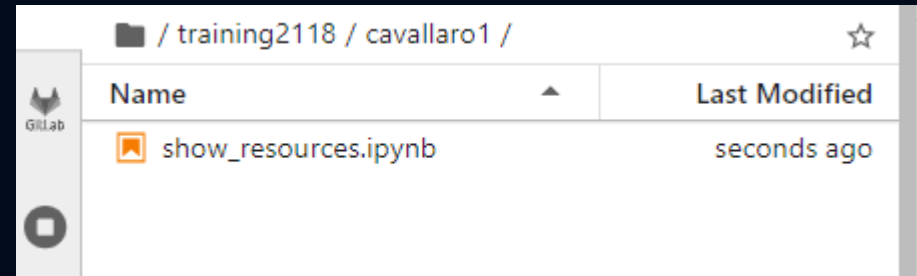 / training2118 / cavallaro1 /
Name Last Modified
GitLab
show_resources.ipynb seconds ago